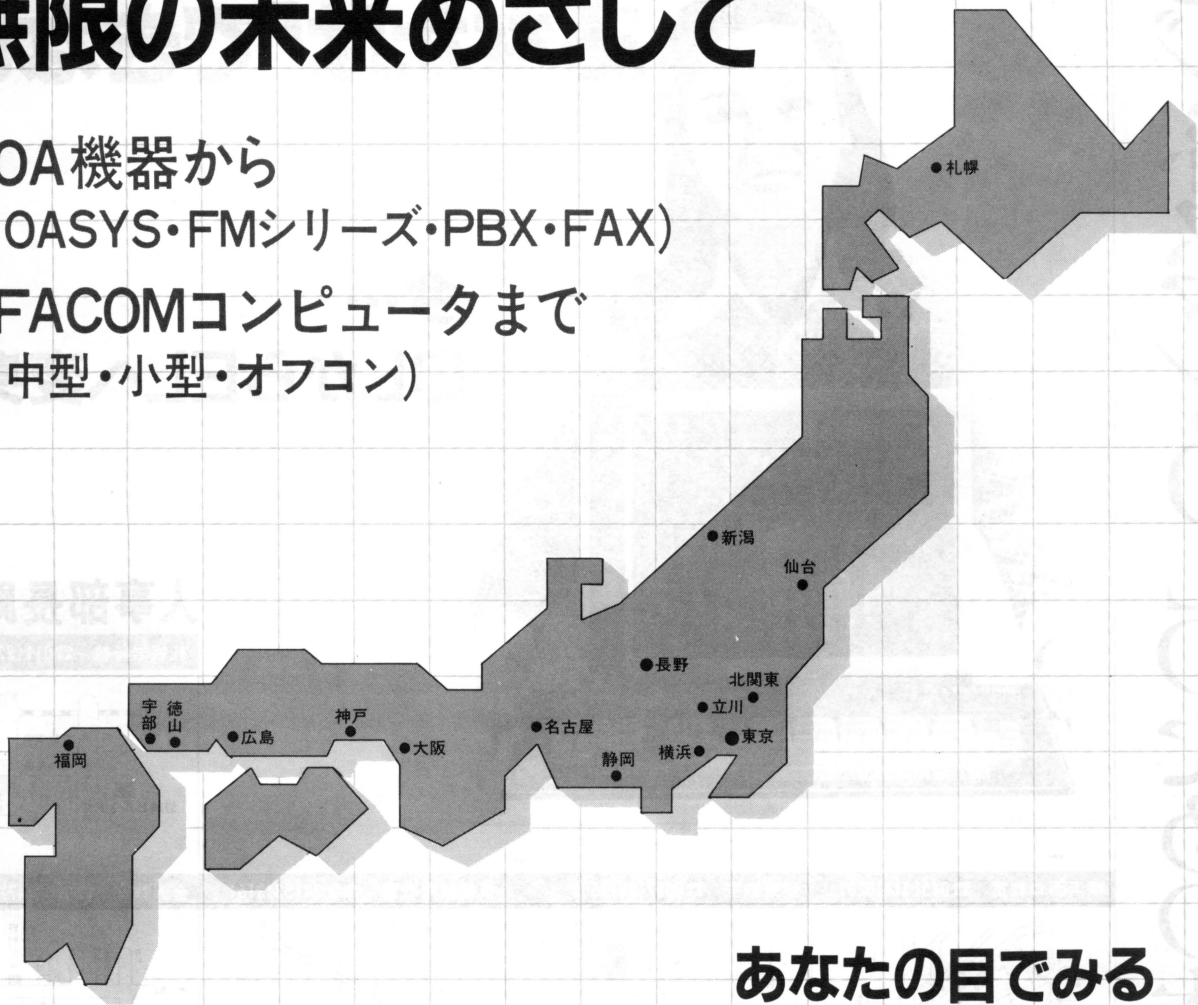 無限の未来めざして
OA機器から
OASYS・FMシリーズ・PBX・FAX)
FACOMコンピュータまで
中型・小型・オフコン)
札幌
新潟
仙台
長野
北関東
立川
東京
横浜
静岡
名古屋
大阪
神戸
広島
徳山
宇部
福岡
あなたの目でみる
人事部長